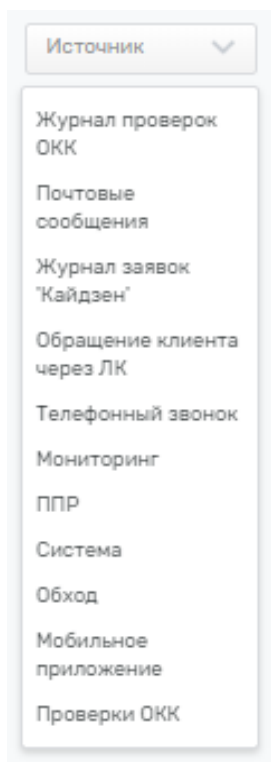 Источник
Журнал проверок
ОКК
Почтовые
сообщения
Журнал заявок
"Кайдзен"
Обращение клиента
через ЛК
Телефонный звонок
Мониторинг
ППР
Система
Обход
Мобильное
приложение
Проверки ОКК